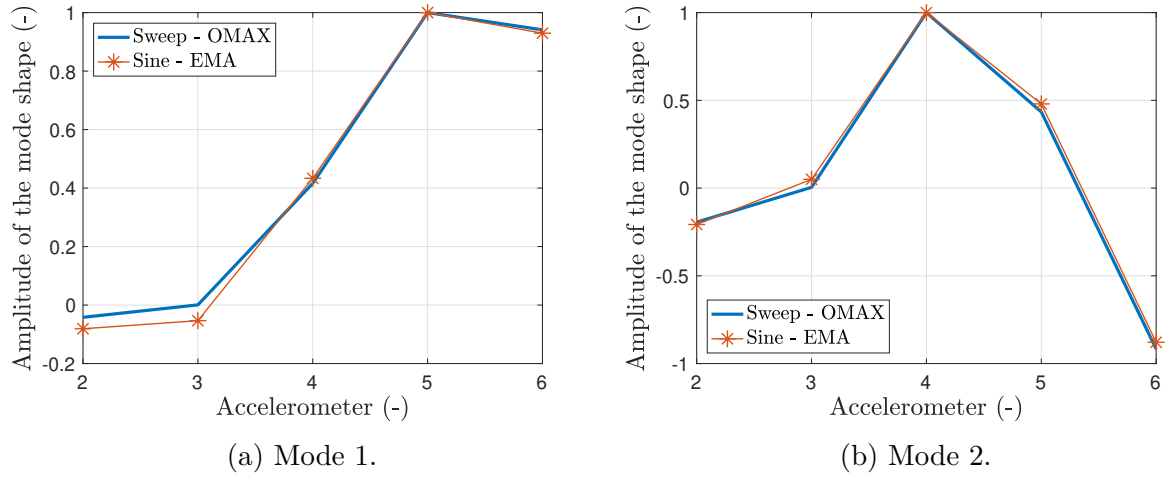 Amplitude of the mode shape (-)
1
0.8
0.6
0.4
0.2
0
-0.2
Sweep - OMAX
Sine - EMA
2 3 4 5 6
Accelerometer (-)
(a) Mode 1.
Amplitude of the mode shape (-)
1
0.5
0
-0.5
-1
Sweep - OMAX
Sine - EMA
2 3 4 5 6
Accelerometer (-)
(b) Mode 2.